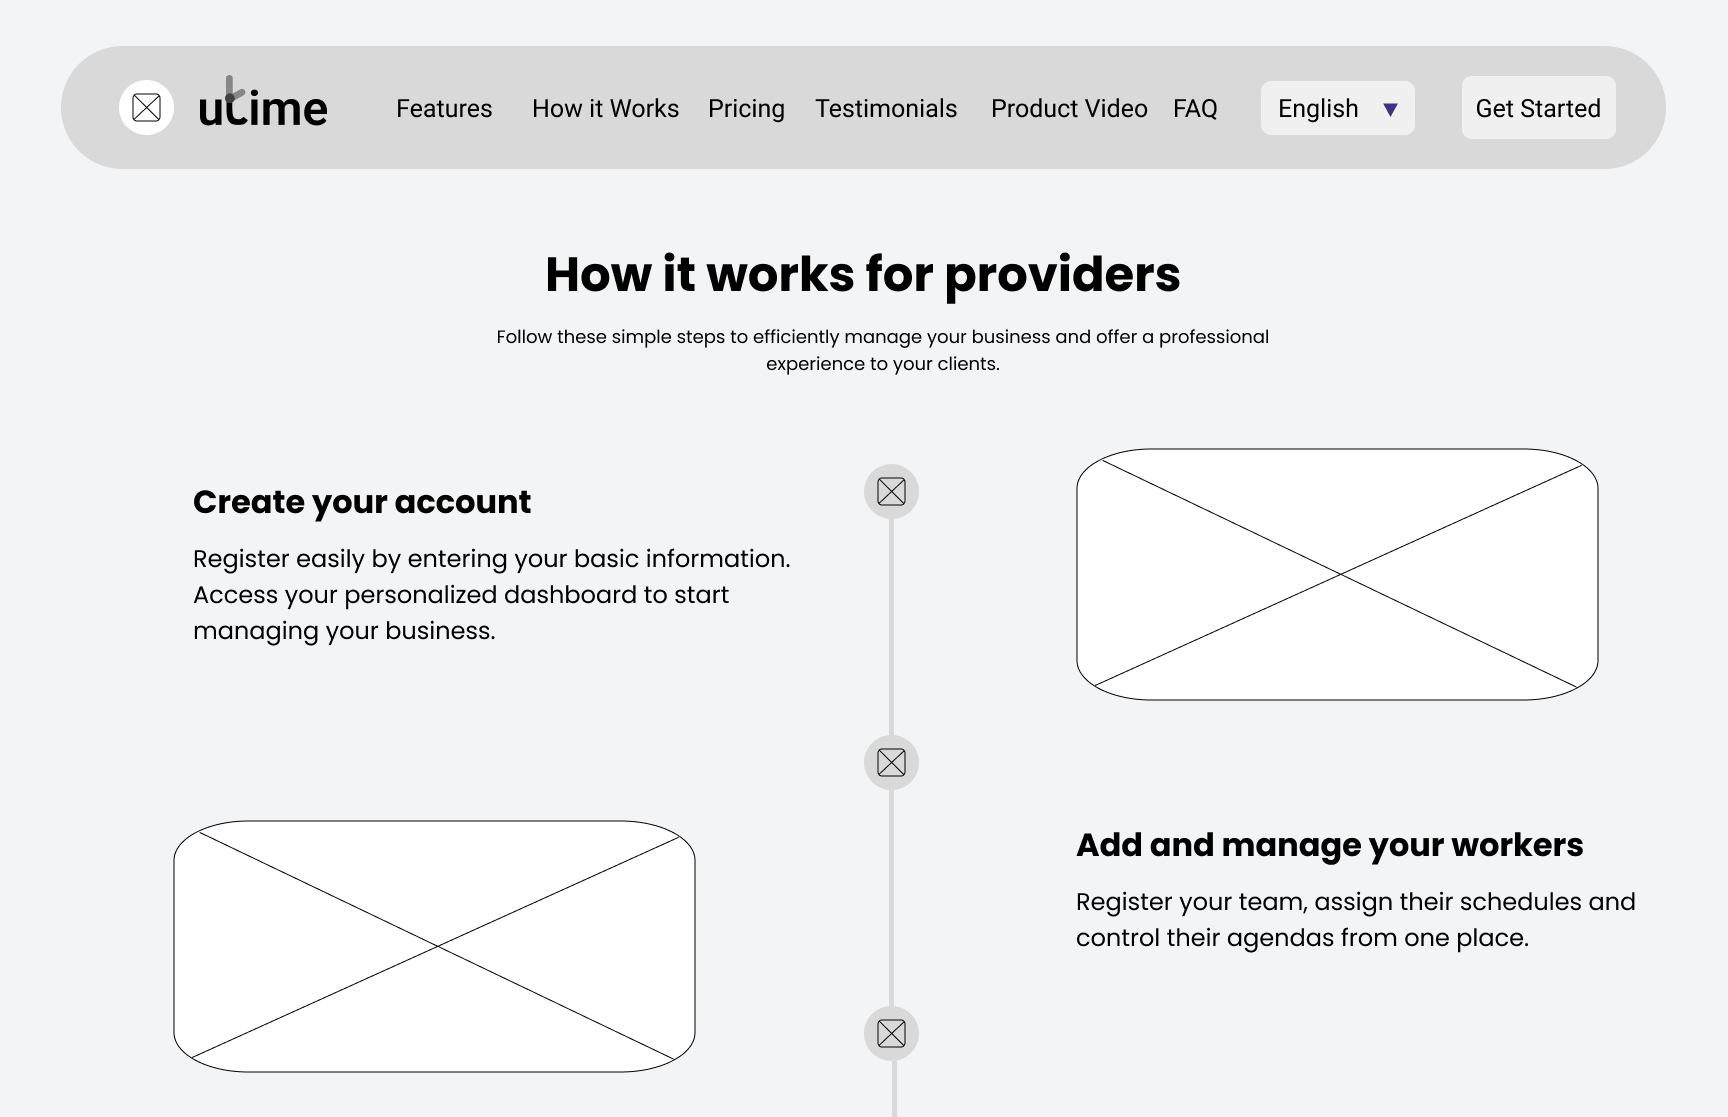 utime
Features
How it Works
Pricing
Testimonials
Product Video
FAQ
English
Get Started
How it works for providers
Follow these simple steps to efficiently manage your business and offer a professional
experience to your clients.
Create your account
Register easily by entering your basic information.
Access your personalized dashboard to start
managing your business.
Add and manage your workers
Register your team, assign their schedules and
control their agendas from one place.